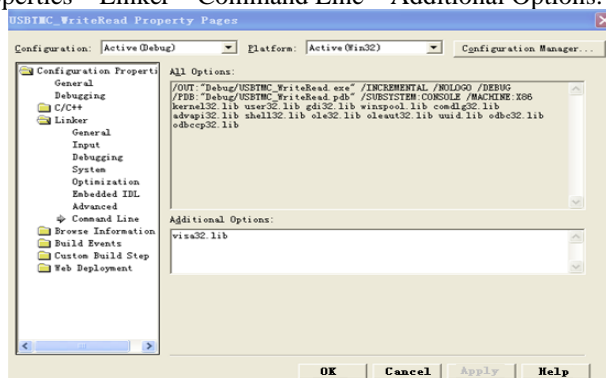 operties---Linker---Command Line---Additional Options:
USBTMC_WriteRead Property Pages
Configuration: Active(Debug) Platform: Active(Win32) Configuration Manager...
Configuration Properti
General
Debugging
C/C++
Linker
General
Input
Debugging
System
Optimization
Embedded IDL
Advanced
Command Line
Browse Information
Build Events
Custom Build Step
Web Deployment
All Options:
/OUT:"Debug/USBTMC_WriteRead.exe" /INCREMENTAL /NOLOGO /DEBUG
/PDB:"Debug/USBTMC_WriteRead.pdb" /SUBSYSTEM:CONSOLE /MACHINE:X86
kernel32.lib user32.lib gdi32.lib winspool.lib comdlg32.lib
advapi32.lib shell32.lib ole32.lib oleaut32.lib uuid.lib odbc32.lib
odbccp32.lib
Additional Options:
visa32.lib
OK Cancel Apply Help